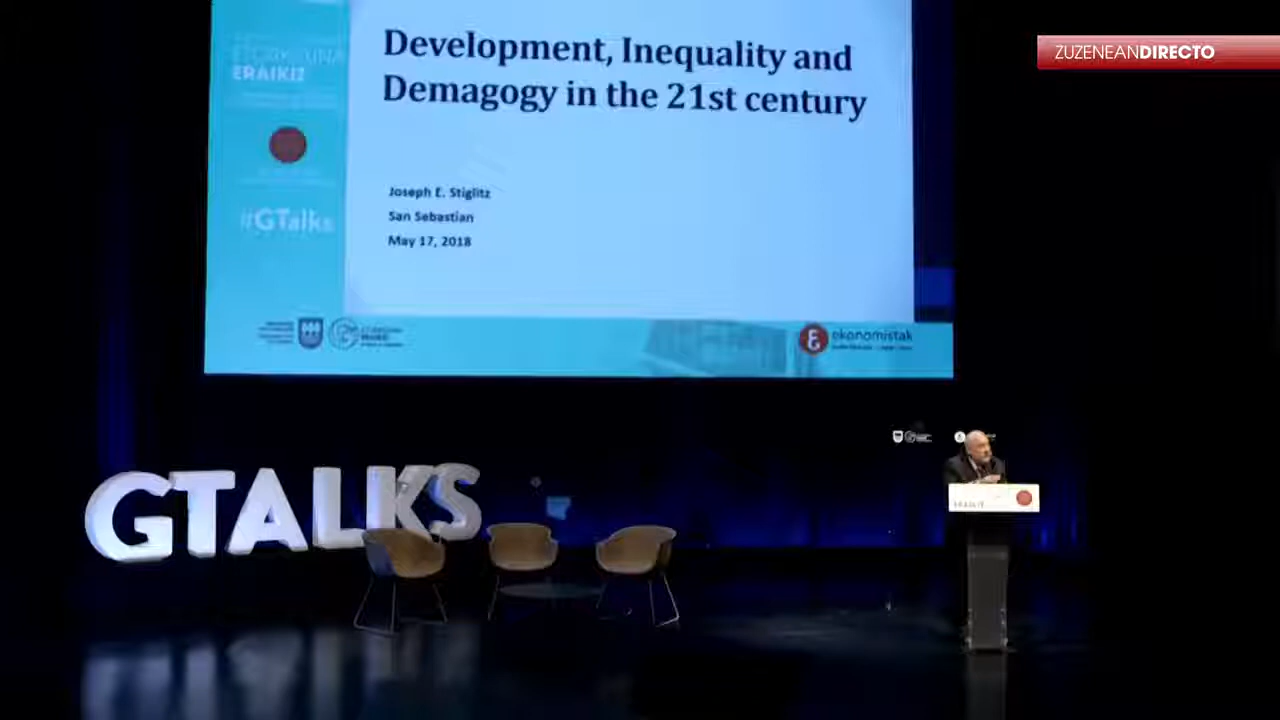 ZUZENEANDIRECTO
Development, Inequality and
Demagogy in the 21st century
ERAIKIZ
Joseph E. Stiglitz
San Sebastian
May 17, 2018
#GTalks
ekonomistak
GTALKS